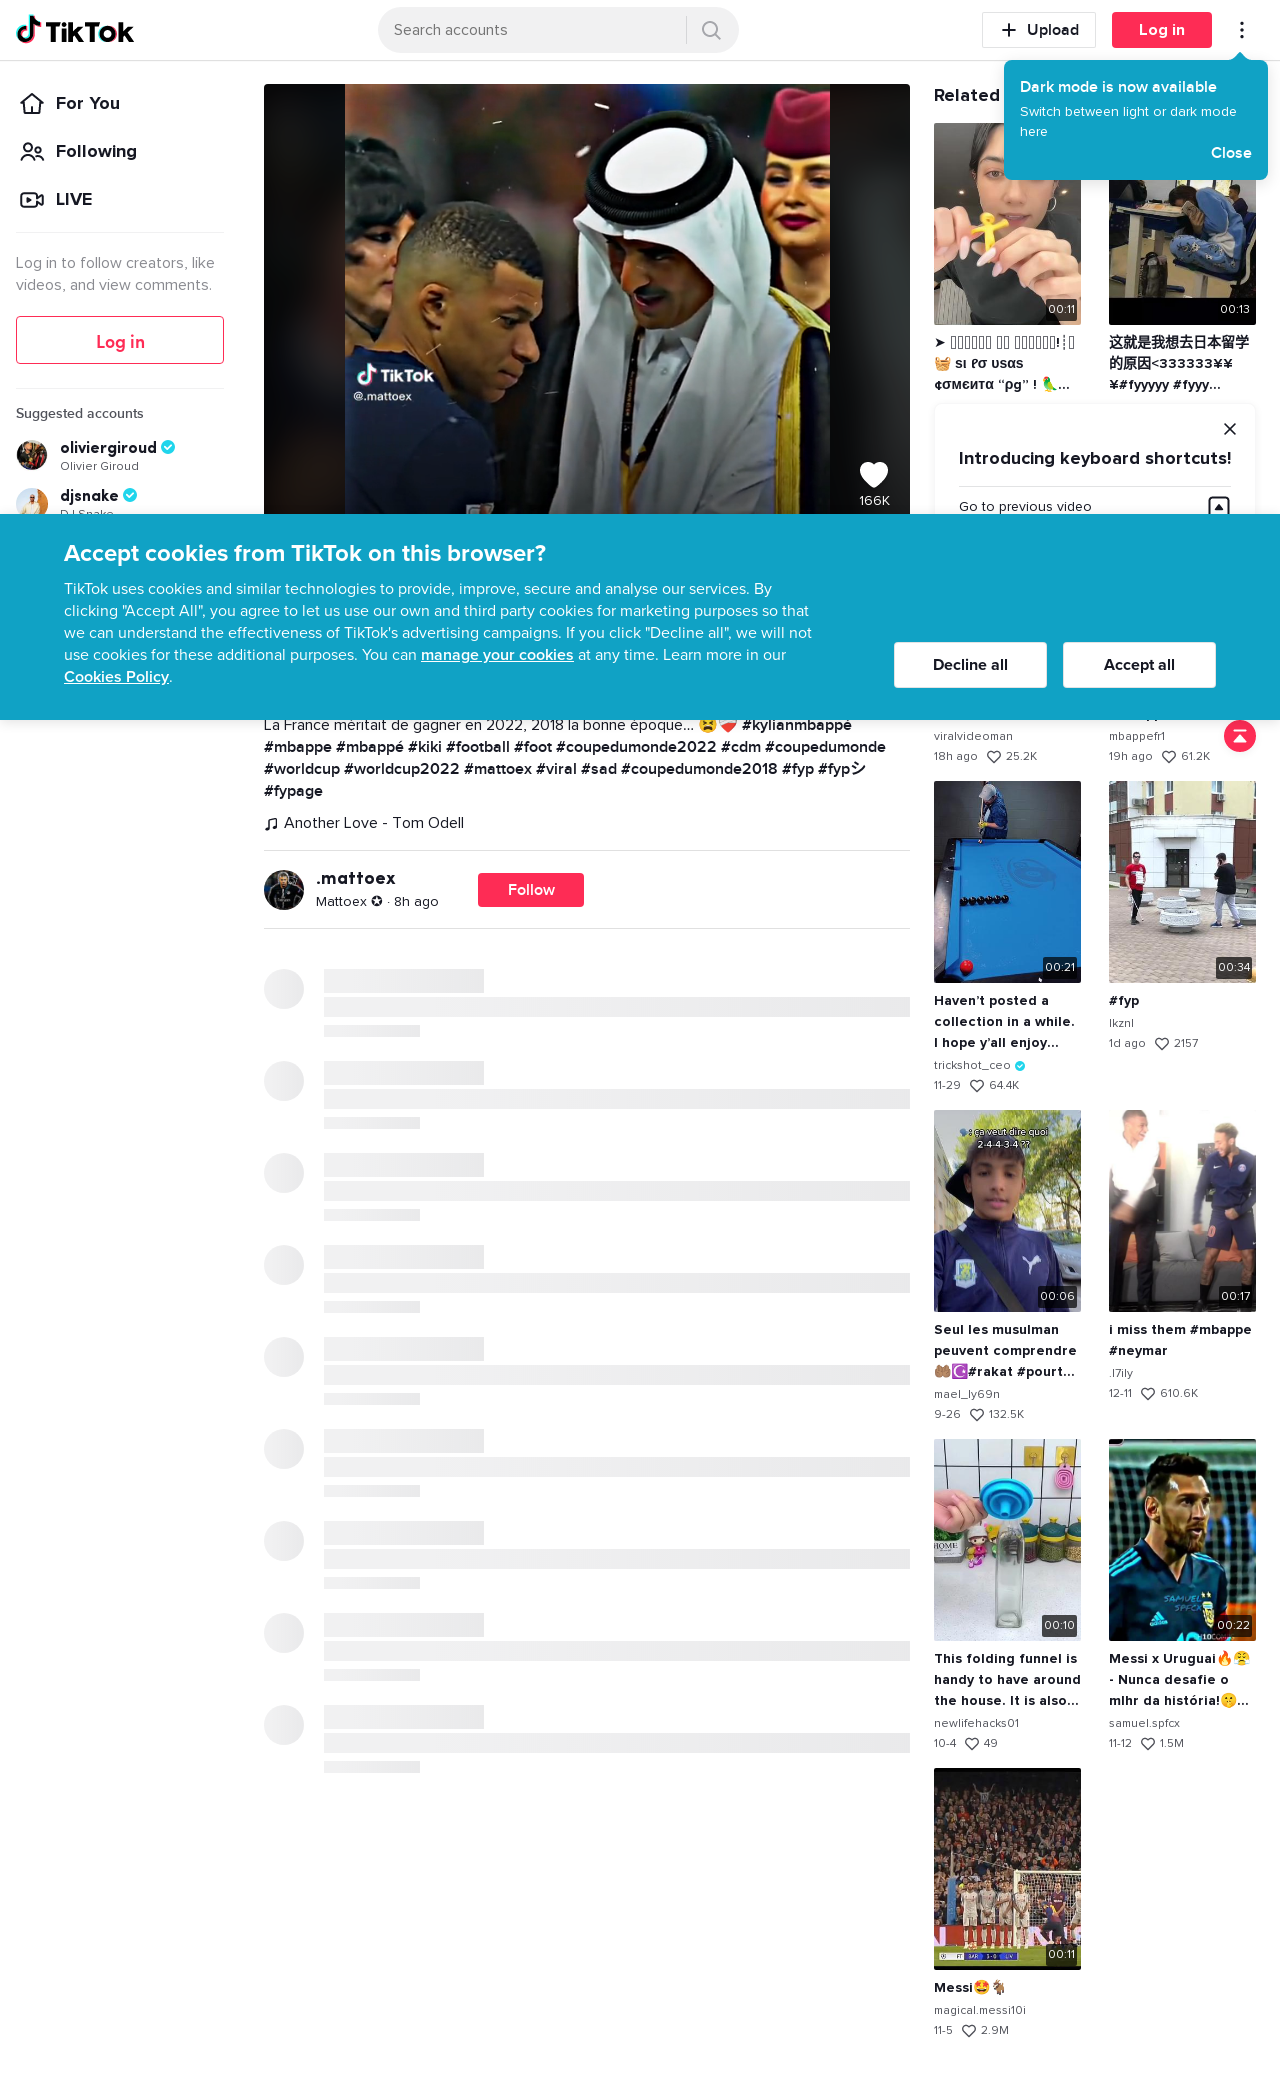 TikTok
Search accounts
Upload
Log in
Dark mode is now available
Switch between light or dark mode
here
Close
For You
Following
LIVE
Log in to follow creators, like
videos, and view comments.
Log in
Suggested accounts
oliviergiroud
Olivier Giroud
djsnake
DJ Snake
TikTok
@.mattoex
166K
Related
00:11
00:13
➤ !┊
🧺 ѕι ℓσ υѕαѕ
¢σмєитα “ρg” ! 🦜...
这就是我想去日本留学
的原因<333333¥¥
¥#fyyyyy #fyyy...
Introducing keyboard shortcuts!
Go to previous video
Accept cookies from TikTok on this browser?
TikTok uses cookies and similar technologies to provide, improve, secure and analyse our services. By
clicking "Accept All", you agree to let us use our own and third party cookies for marketing purposes so that
we can understand the effectiveness of TikTok's advertising campaigns. If you click "Decline all", we will not
use cookies for these additional purposes. You can manage your cookies at any time. Learn more in our
Cookies Policy.
Decline all
Accept all
La France méritait de gagner en 2022, 2018 la bonne époque… 😫❤️‍🩹 #kylianmbappé
#mbappe #mbappé #kiki #football #foot #coupedumonde2022 #cdm #coupedumonde
#worldcup #worldcup2022 #mattoex #viral #sad #coupedumonde2018 #fyp #fypシ
#fypage
Another Love - Tom Odell
.mattoex
Mattoex ✪ · 8h ago
Follow
viralvideoman
18h ago 25.2K
mbappefr1
19h ago 61.2K
00:21
Haven’t posted a
collection in a while.
I hope y’all enjoy...
trickshot_ceo
11-29 64.4K
00:34
#fyp
lkznl
1d ago 2157
: ça veut dire quoi
2-4-4-3-4 ??
00:06
Seul les musulman
peuvent comprendre
🤲🏽☪️#rakat #pourt...
mael_ly69n
9-26 132.5K
00:17
i miss them #mbappe
#neymar
.l7ily
12-11 610.6K
HOME
00:10
This folding funnel is
handy to have around
the house. It is also...
newlifehacks01
10-4 49
SAMUEL
SPFCX
adidas
00:22
Messi x Uruguai🔥😤
- Nunca desafie o
mlhr da história!🤫...
samuel.spfcx
11-12 1.5M
FT BAR 3-0 LIV
00:11
Messi🤩🐐
magical.messi10i
11-5 2.9M